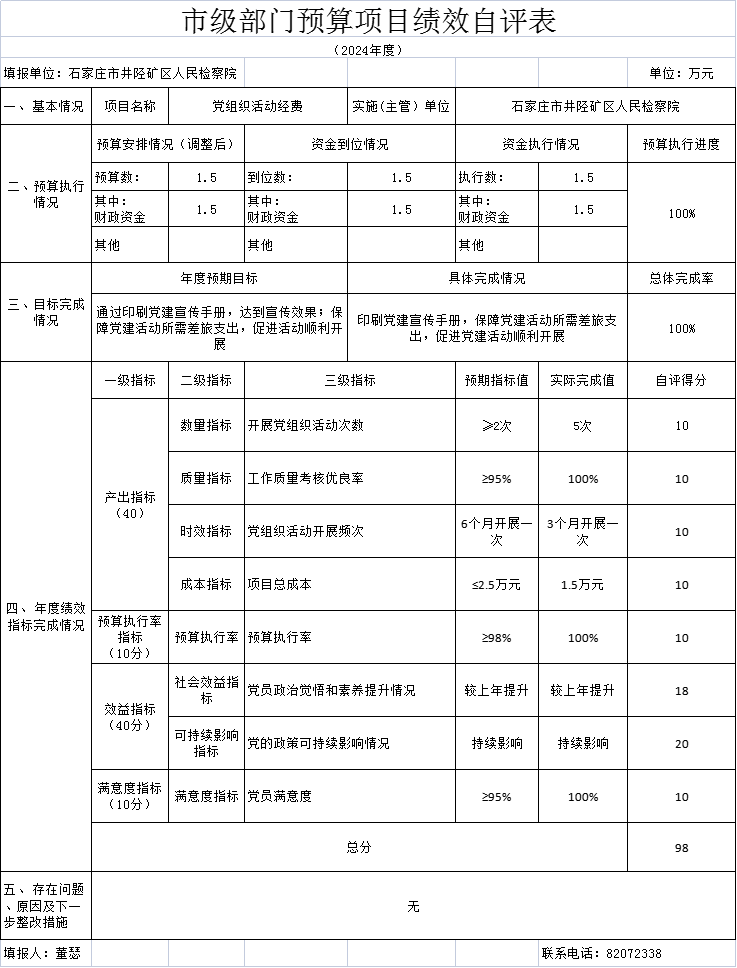 市级部门预算项目绩效自评表
（2024年度）
填报单位：石家庄市井陉矿区人民检察院 单位：万元
一、 基本情况 项目名称 党组织活动经费 实施(主管）单位 石家庄市井陉矿区人民检察院
二、预算执行
情况
预算安排情况（调整后） 资金到位情况 资金执行情况 预算执行进度
预算数： 1.5 到位数： 1.5 执行数： 1.5 100%
其中：
财政资金 1.5 其中：
财政资金 1.5 其中：
财政资金 1.5
其他 其他 其他
三、目标完成
情况
年度预期目标 具体完成情况 总体完成率
通过印刷党建宣传手册，达到宣传效果；保
障党建活动所需差旅支出，促进活动顺利开
展
印刷党建宣传手册，保障党建活动所需差旅支
出，促进党建活动顺利开展
100%
四、 年度绩效
指标完成情况
一级指标 二级指标 三级指标 预期指标值 实际完成值 自评得分
产出指标
（40）
数量指标 开展党组织活动次数 ≥2次 5次 10
质量指标 工作质量考核优良率 ≥95% 100% 10
时效指标 党组织活动开展频次 6个月开展一
次 3个月开展一
次 10
成本指标 项目总成本 ≤2.5万元 1.5万元 10
预算执行率
指标
（10分）
预算执行率 预算执行率 ≥98% 100% 10
效益指标
（40分）
社会效益指
标 党员政治觉悟和素养提升情况 较上年提升 较上年提升 18
可持续影响
指标 党的政策可持续影响情况 持续影响 持续影响 20
满意度指标
（10分）
满意度指标 党员满意度 ≥95% 100% 10
总分 98
五、 存在问题
、原因及下一
步整改措施
无
填报人：董瑟 联系电话：82072338